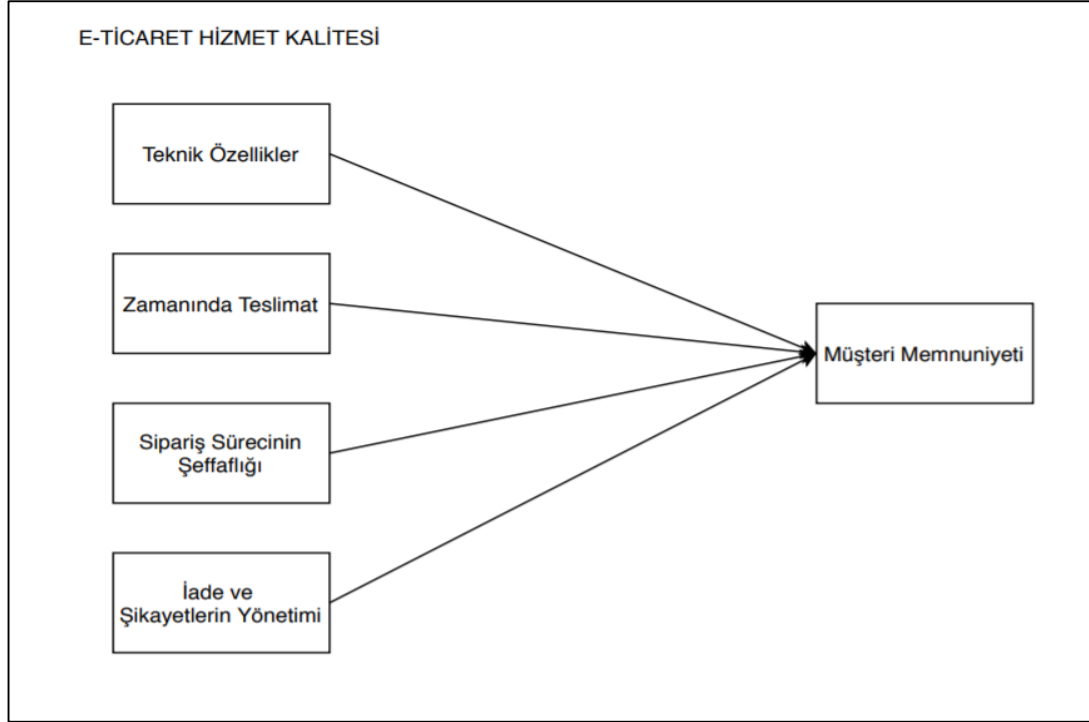 E-TİCARET HİZMET KALİTESİ
Teknik Özellikler
Zamanında Teslimat
Müşteri Memnuniyeti
Sipariş Sürecinin
Şeffaflığı
İade ve
Şikayetlerin Yönetimi